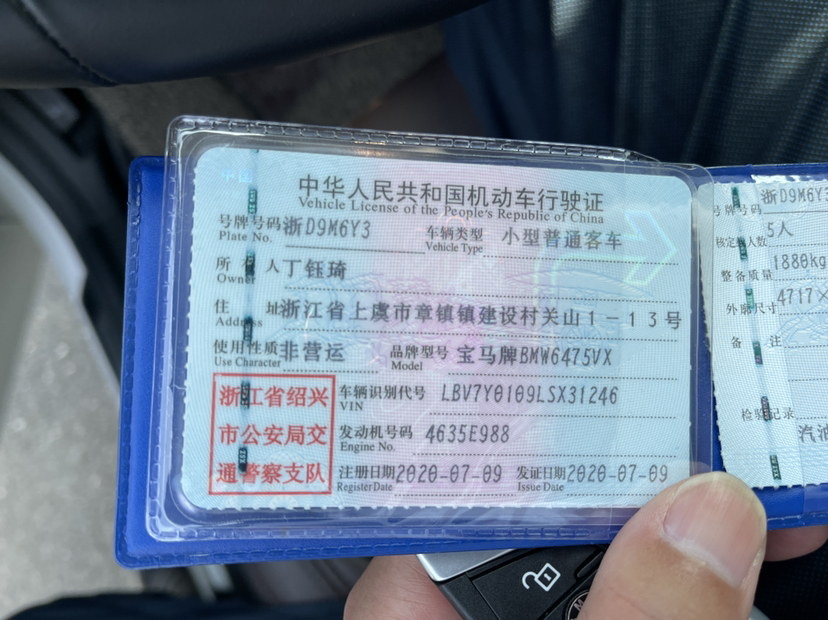 中华人民共和国机动车行驶证
Vehicle License of the People's Republic of China
号牌号码 浙D9M6Y3 车辆类型 小型普通客车
Plate No. Vehicle Type
所有人 丁钰琦
Owner
住址 浙江省上虞市章镇镇建设村关山1-13号
Address
使用性质 非营运 品牌型号 宝马牌BMW6475VX
Use Character Model
浙江省绍兴
市公安局交
通警察支队
车辆识别代号 LBV7Y0109LSX31246
VIN
发动机号码 4635E988
Engine No.
注册日期 2020-07-09 发证日期 2020-07-09
Register Date Issue Date
号牌号码 浙D9M6Y3
核定载人数 5人
整备质量 1880kg
外廓尺寸 4717×
备注
检验记录
汽油